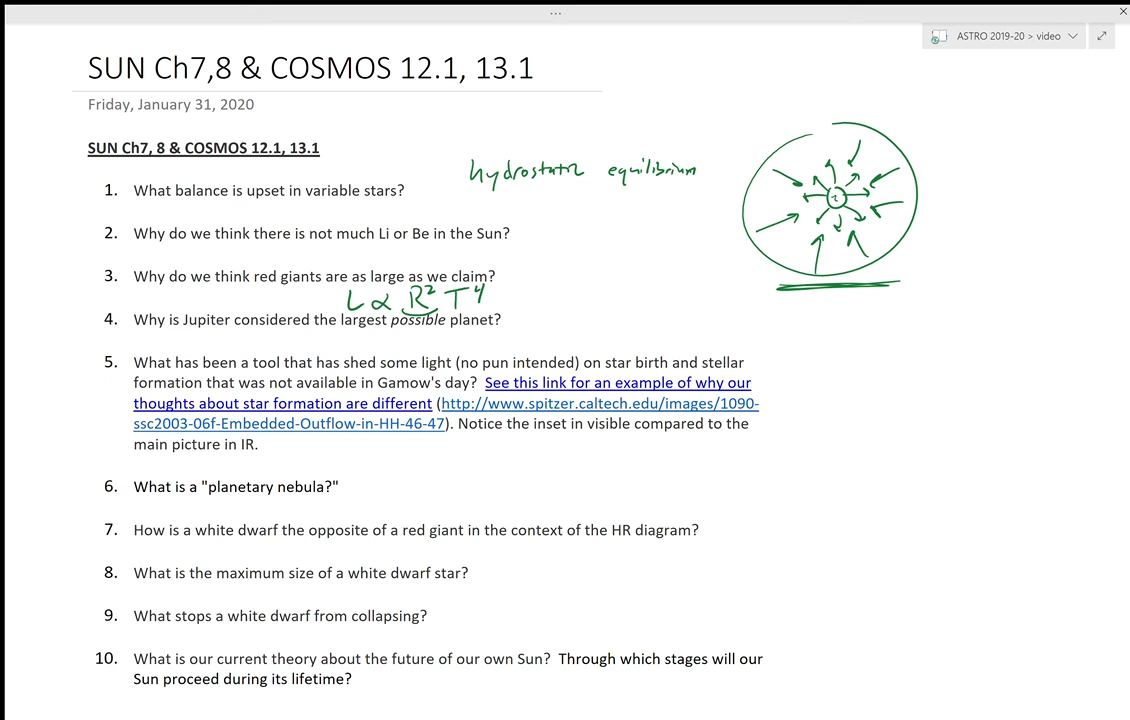 ...
ASTRO 2019-20 > video
SUN Ch7,8 & COSMOS 12.1, 13.1
Friday, January 31, 2020
SUN Ch7, 8 & COSMOS 12.1, 13.1
hydrostatic equilibrium
1. What balance is upset in variable stars?
2. Why do we think there is not much Li or Be in the Sun?
3. Why do we think red giants are as large as we claim?
L ∝ R² T⁴
4. Why is Jupiter considered the largest possible planet?
5. What has been a tool that has shed some light (no pun intended) on star birth and stellar
formation that was not available in Gamow's day? See this link for an example of why our
thoughts about star formation are different (http://www.spitzer.caltech.edu/images/1090-
ssc2003-06f-Embedded-Outflow-in-HH-46-47). Notice the inset in visible compared to the
main picture in IR.
6. What is a "planetary nebula?"
7. How is a white dwarf the opposite of a red giant in the context of the HR diagram?
8. What is the maximum size of a white dwarf star?
9. What stops a white dwarf from collapsing?
10. What is our current theory about the future of our own Sun? Through which stages will our
Sun proceed during its lifetime?